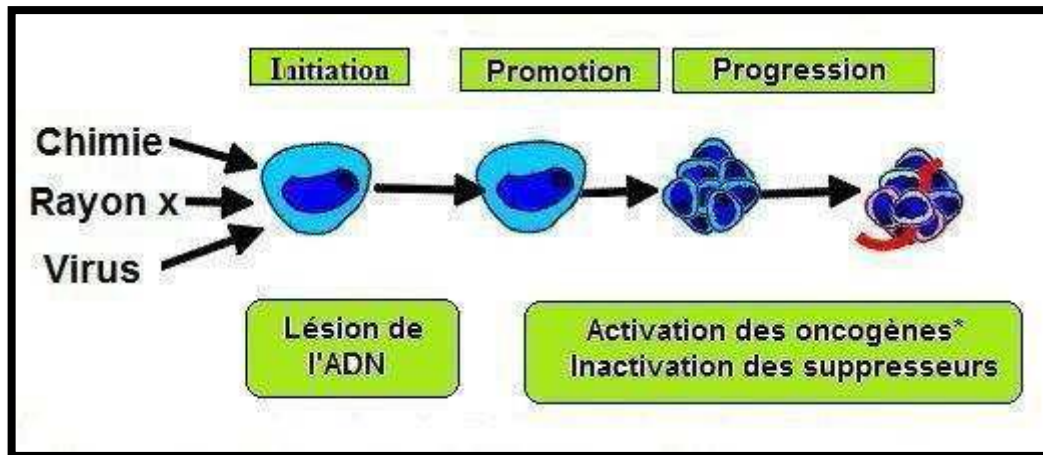 Initiation
Promotion
Progression
Chimie
Rayon x
Virus
Lésion de
l'ADN
Activation des oncogènes*
Inactivation des suppresseurs